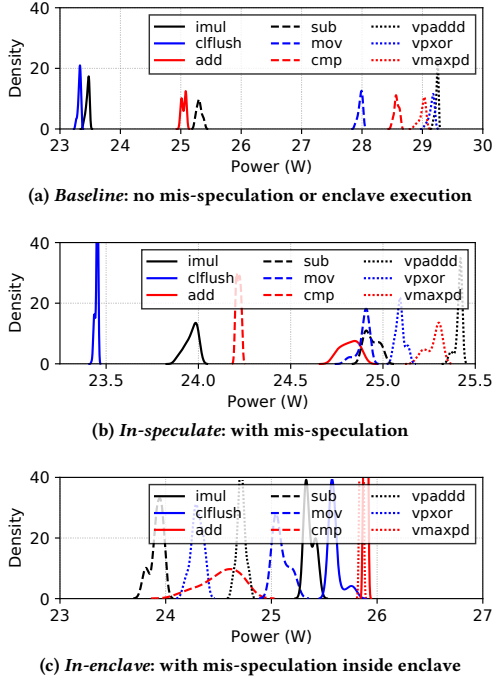 40
20
0
Density
imul
clflush
add
sub
mov
cmp
vpaddd
vpxor
vmaxpd
23 24 25 26 27 28 29 30
Power (W)
(a) Baseline: no mis-speculation or enclave execution
40
20
0
Density
imul
clflush
add
sub
mov
cmp
vpaddd
vpxor
vmaxpd
23.5 24.0 24.5 25.0 25.5
Power (W)
(b) In-speculate: with mis-speculation
40
20
0
Density
imul
clflush
add
sub
mov
cmp
vpaddd
vpxor
vmaxpd
23 24 25 26 27
Power (W)
(c) In-enclave: with mis-speculation inside enclave